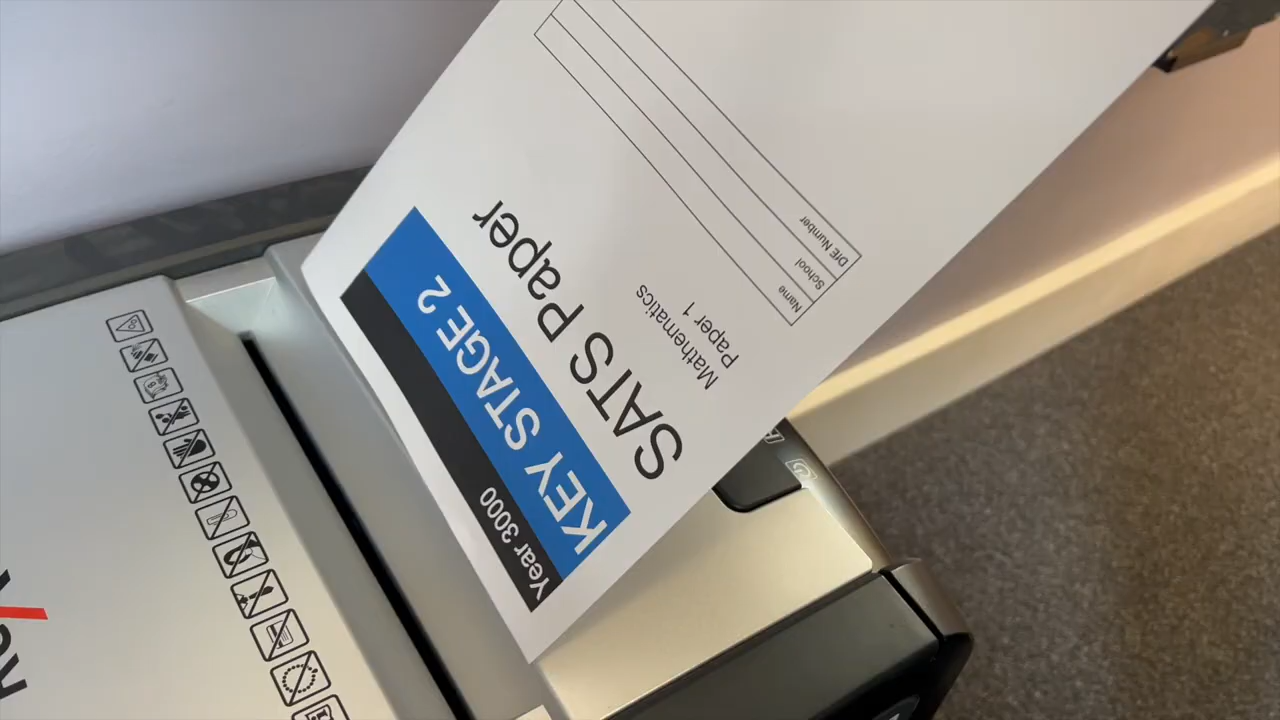 Year 3000
KEY STAGE 2
SATS Paper
Mathematics
Paper 1
Name
School
DfE Number